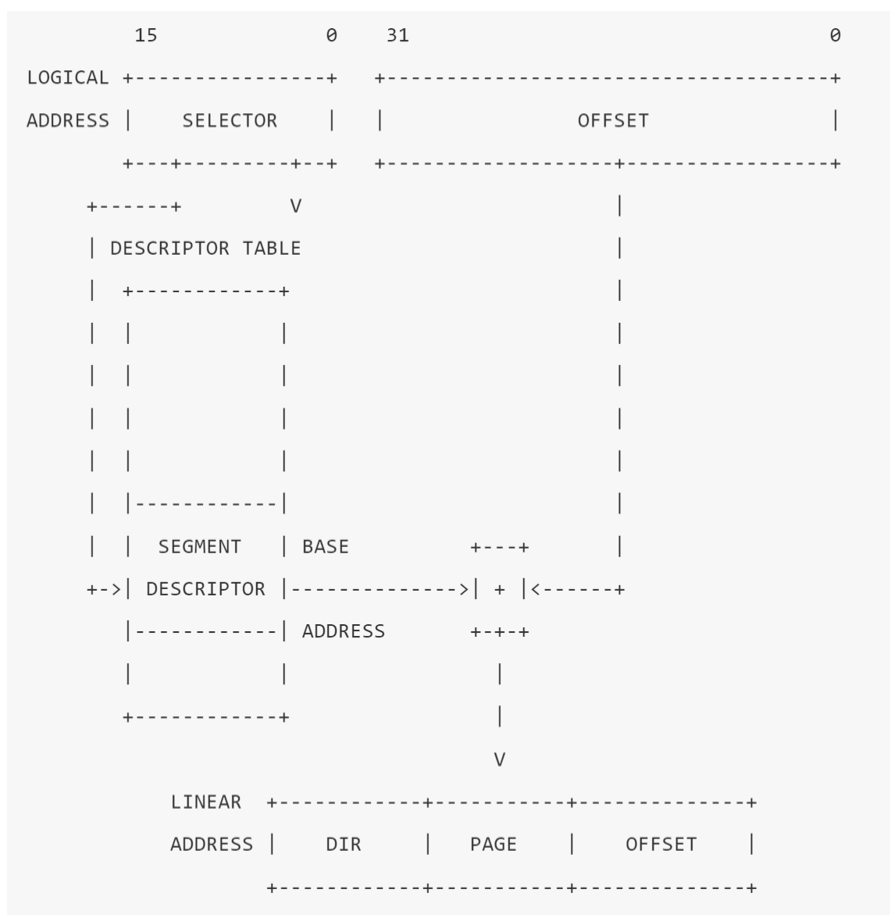 15              0    31                                   0
   LOGICAL +----------------+   +-------------------------------------+
   ADDRESS |    SELECTOR    |   |                OFFSET               |
           +---+---------+--+   +-------------------+-----------------+
        +------+         V                          |
        | DESCRIPTOR TABLE                          |
        |  +------------+                           |
        |  |            |                           |
        |  |            |                           |
        |  |            |                           |
        |  |            |                           |
        |  |------------|                           |
        |  |  SEGMENT   | BASE          +---+       |
        +->| DESCRIPTOR |-------------->| + |<------+
           |------------| ADDRESS       +-+-+
           |            |                 |
           +------------+                 |
                                          V
               LINEAR  +------------+-----------+--------------+
               ADDRESS |    DIR     |   PAGE    |    OFFSET    |
                       +------------+-----------+--------------+